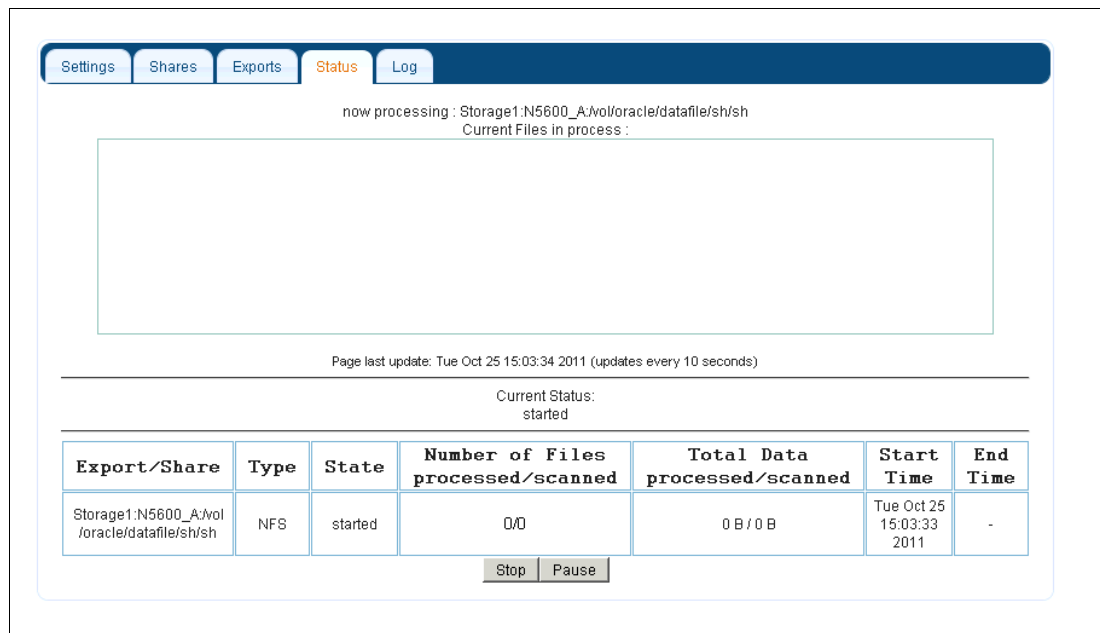 Settings Shares Exports Status Log
now processing : Storage1:N5600_A:/vol/oracle/datafile/sh/sh
Current Files in process :
Page last update: Tue Oct 25 15:03:34 2011 (updates every 10 seconds)
Current Status:
started
Export/Share Type State Number of Files processed/scanned Total Data processed/scanned Start Time End Time
Storage1:N5600_A:/vol/oracle/datafile/sh/sh NFS started 0/0 0 B / 0 B Tue Oct 25 15:03:33 2011 -
Stop Pause